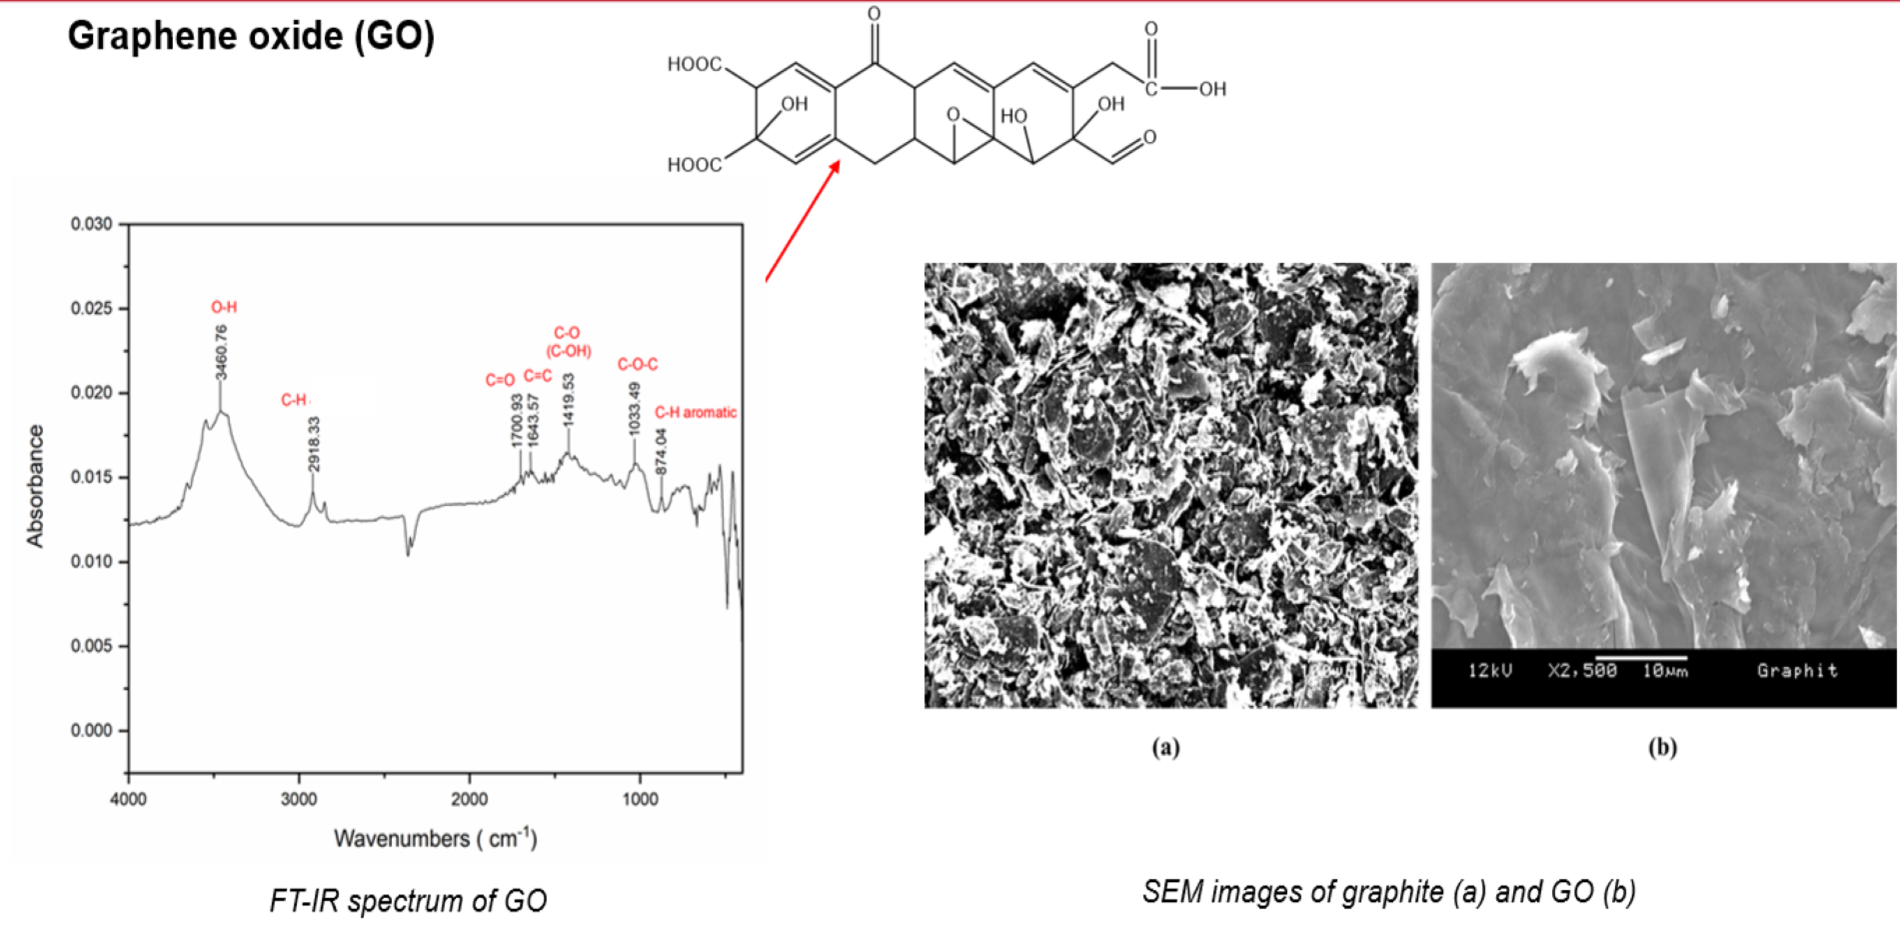 Graphene oxide (GO)
O
HOOC
OH
HOOC
O
HO
OH
O
O
C
OH
0.030
0.025
0.020
0.015
0.010
0.005
0.000
Absorbance
O-H
3460.76
C-H
2918.33
C=O
1700.93
C=C
1643.57
C-O
(C-OH)
1419.53
C-O-C
1033.49
C-H aromatic
874.04
4000
3000
2000
1000
Wavenumbers ( cm-1)
FT-IR spectrum of GO
12kV X2,500 10µm Graphit
(a)
(b)
SEM images of graphite (a) and GO (b)